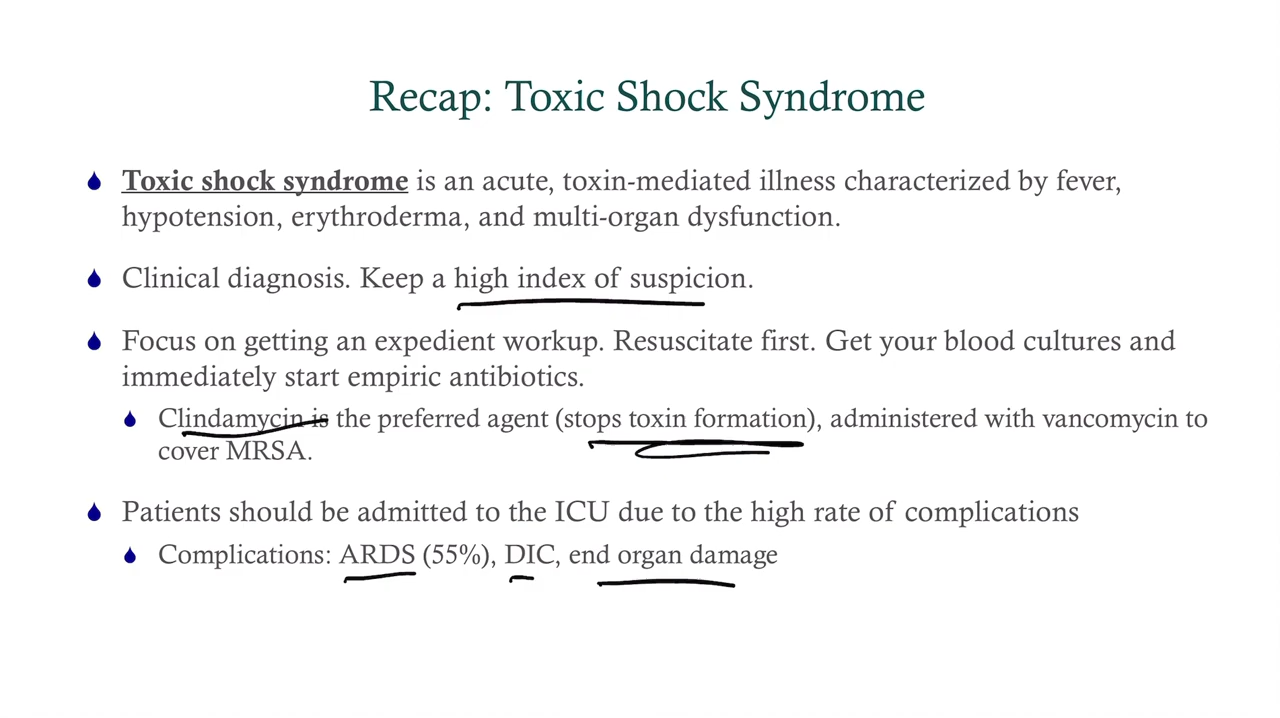 Recap: Toxic Shock Syndrome
Toxic shock syndrome is an acute, toxin-mediated illness characterized by fever,
hypotension, erythroderma, and multi-organ dysfunction.
Clinical diagnosis. Keep a high index of suspicion.
Focus on getting an expedient workup. Resuscitate first. Get your blood cultures and
immediately start empiric antibiotics.
Clindamycin is the preferred agent (stops toxin formation), administered with vancomycin to
cover MRSA.
Patients should be admitted to the ICU due to the high rate of complications
Complications: ARDS (55%), DIC, end organ damage